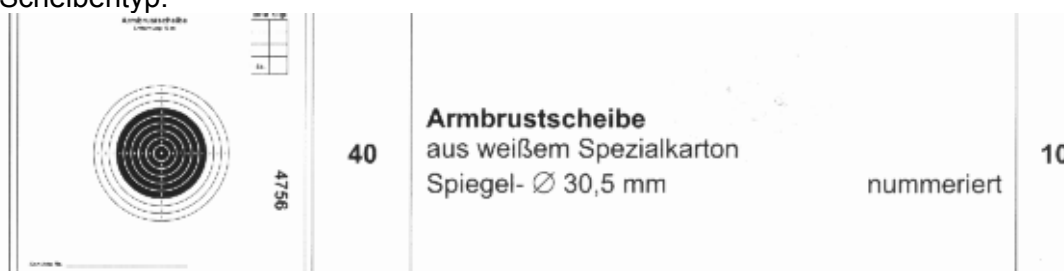 Scheibentyp:
Armbrustscheibe
4756
40
Armbrustscheibe
aus weißem Spezialkarton
Spiegel- ∅ 30,5 mm nummeriert
10